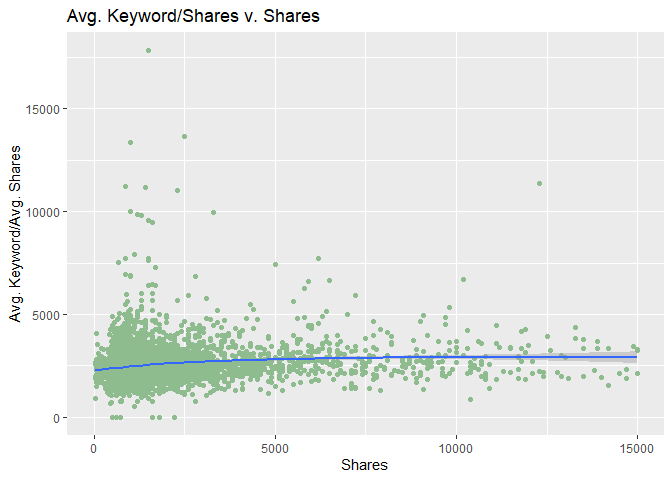 Avg. Keyword/Shares v. Shares
Avg. Keyword/Avg. Shares
15000
10000
5000
0
0
5000
10000
15000
Shares